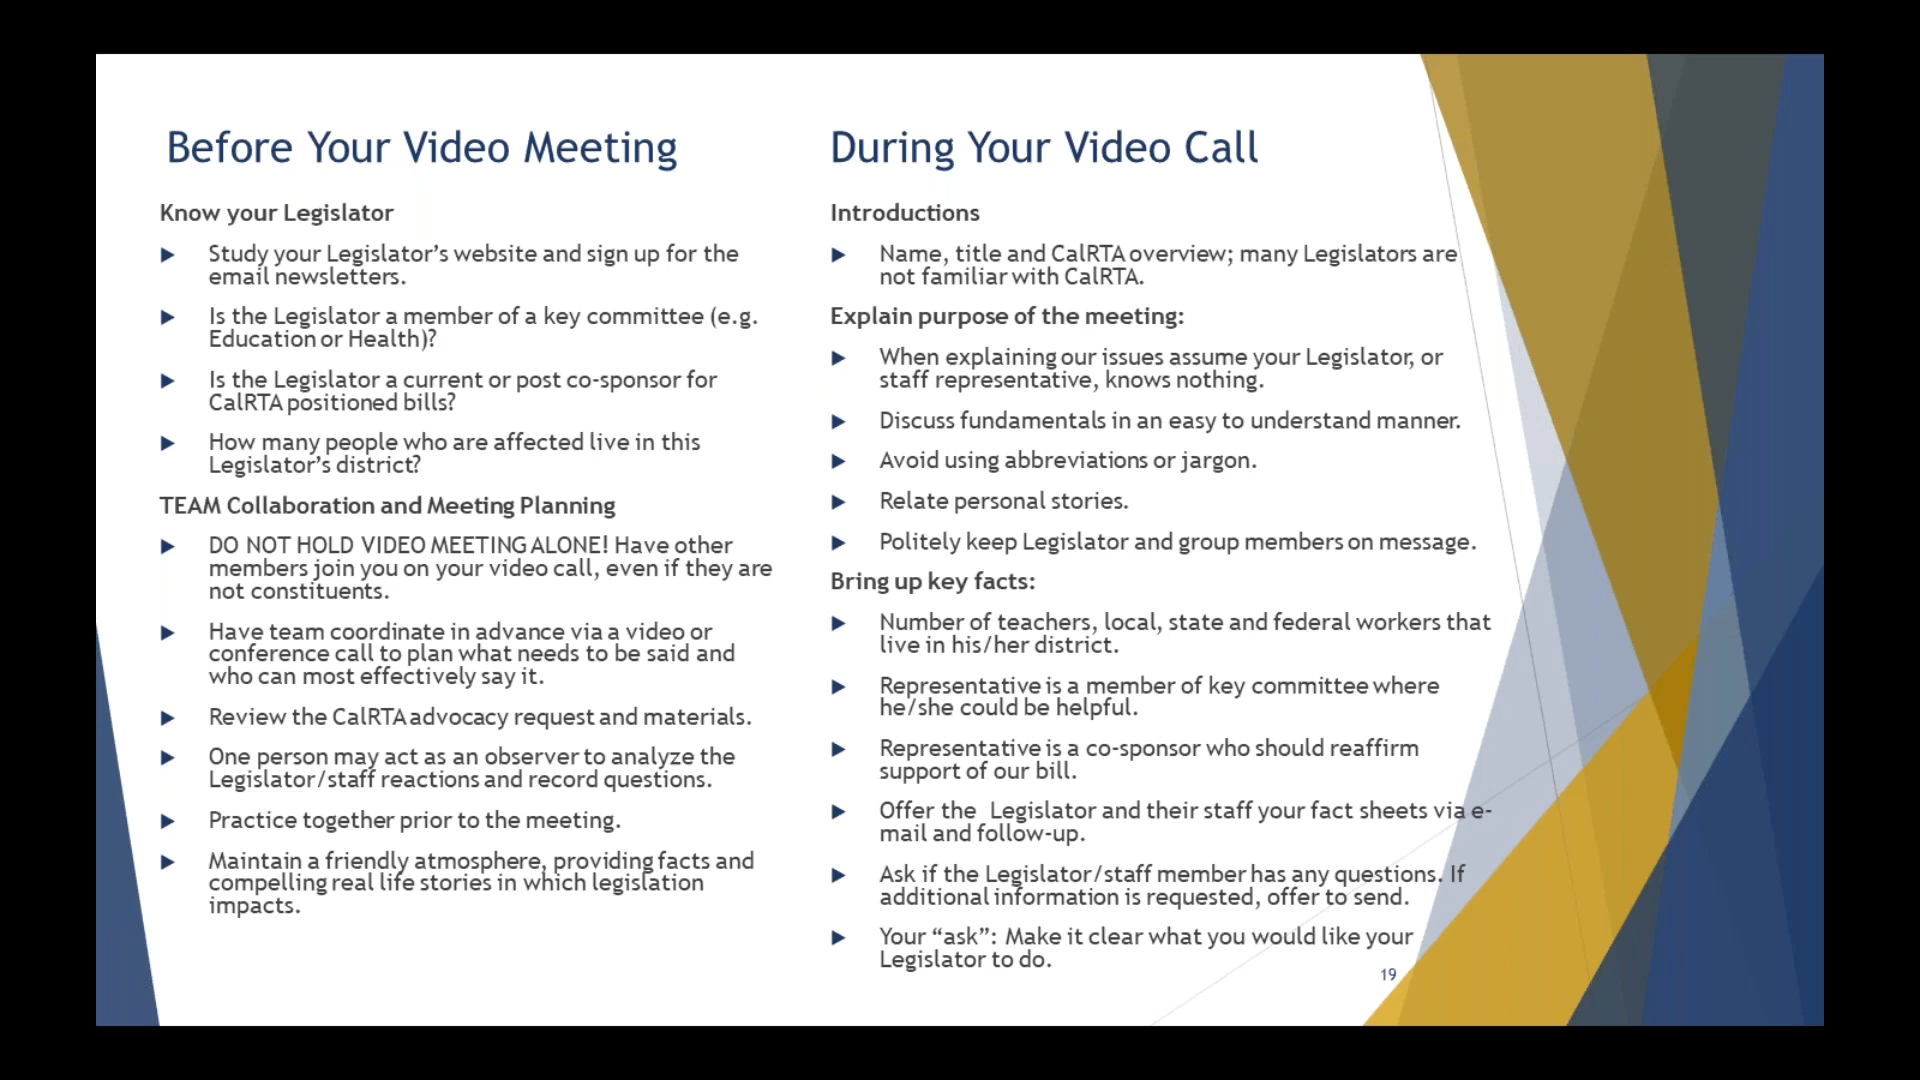 Before Your Video Meeting
Know your Legislator
Study your Legislator's website and sign up for the
email newsletters.
Is the Legislator a member of a key committee (e.g.
Education or Health)?
Is the Legislator a current or post co-sponsor for
CalRTA positioned bills?
How many people who are affected live in this
Legislator's district?
TEAM Collaboration and Meeting Planning
DO NOT HOLD VIDEO MEETING ALONE! Have other
members join you on your video call, even if they are
not constituents.
Have team coordinate in advance via a video or
conference call to plan what needs to be said and
who can most effectively say it.
Review the CalRTA advocacy request and materials.
One person may act as an observer to analyze the
Legislator/staff reactions and record questions.
Practice together prior to the meeting.
Maintain a friendly atmosphere, providing facts and
compelling real life stories in which legislation
impacts.
During Your Video Call
Introductions
Name, title and CalRTA overview; many Legislators are
not familiar with CalRTA.
Explain purpose of the meeting:
When explaining our issues assume your Legislator, or
staff representative, knows nothing.
Discuss fundamentals in an easy to understand manner.
Avoid using abbreviations or jargon.
Relate personal stories.
Politely keep Legislator and group members on message.
Bring up key facts:
Number of teachers, local, state and federal workers that
live in his/her district.
Representative is a member of key committee where
he/she could be helpful.
Representative is a co-sponsor who should reaffirm
support of our bill.
Offer the  Legislator and their staff your fact sheets via e-
mail and follow-up.
Ask if the Legislator/staff member has any questions. If
additional information is requested, offer to send.
Your “ask”: Make it clear what you would like your
Legislator to do.
19